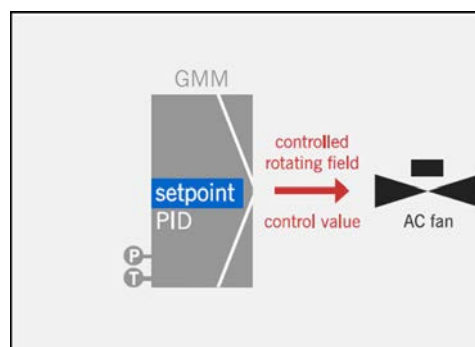 GMM
controlled
rotating field
setpoint
PID
control value
AC fan
P
T